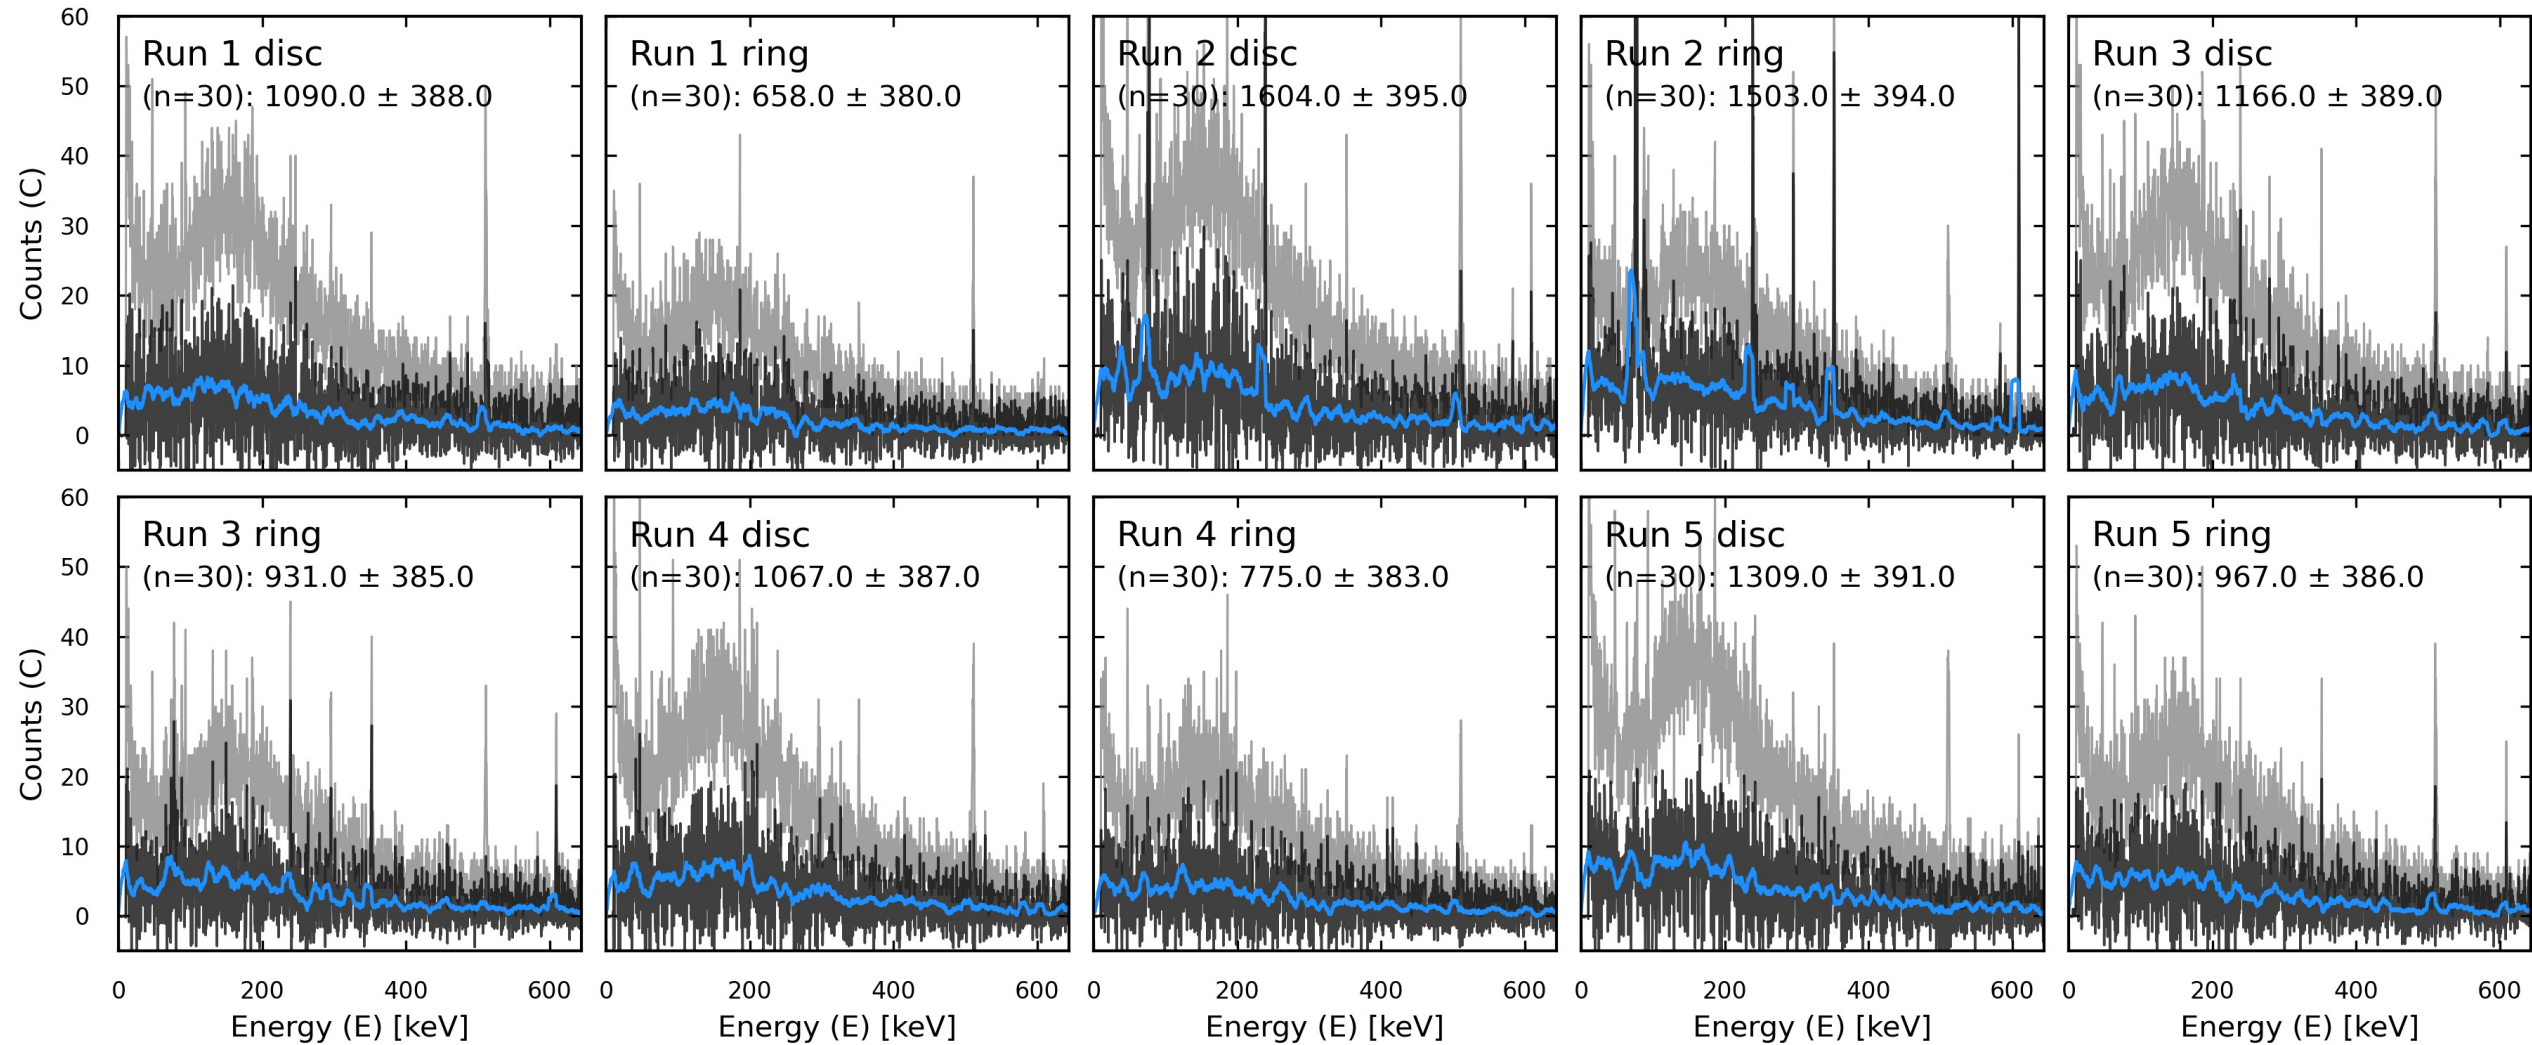 Run 1 disc
(n=30): 1090.0 ± 388.0
Run 1 ring
(n=30): 658.0 ± 380.0
Run 2 disc
(n=30): 1604.0 ± 395.0
Run 2 ring
(n=30): 1503.0 ± 394.0
Run 3 disc
(n=30): 1166.0 ± 389.0
60
50
40
30
20
10
0
Counts (C)
Run 3 ring
(n=30): 931.0 ± 385.0
Run 4 disc
(n=30): 1067.0 ± 387.0
Run 4 ring
(n=30): 775.0 ± 383.0
Run 5 disc
(n=30): 1309.0 ± 391.0
Run 5 ring
(n=30): 967.0 ± 386.0
60
50
40
30
20
10
0
Counts (C)
0 200 400 600
0 200 400 600
0 200 400 600
0 200 400 600
0 200 400 600
Energy (E) [keV]
Energy (E) [keV]
Energy (E) [keV]
Energy (E) [keV]
Energy (E) [keV]